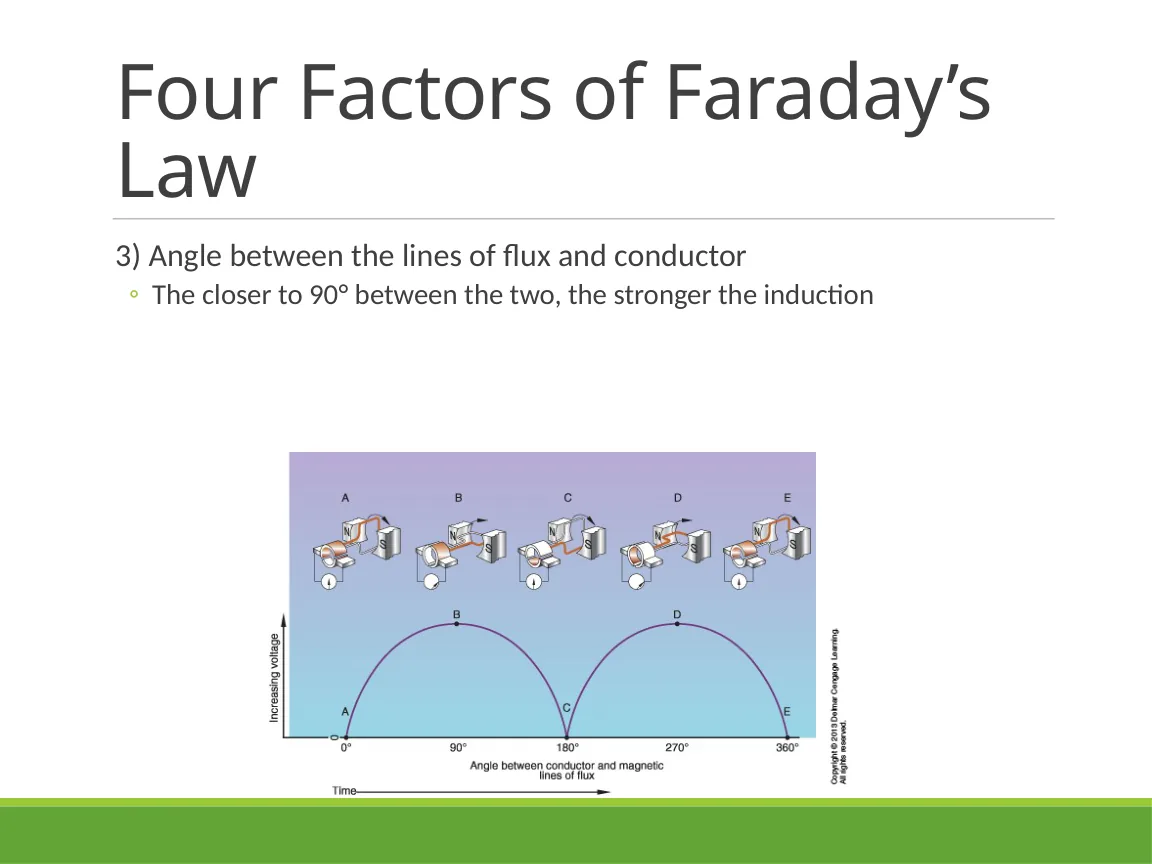 Four Factors of Faraday’s
Law
3) Angle between the lines of flux and conductor
◦ The closer to 90° between the two, the stronger the induction
A B C D E
N S N S N S N S N S
B D
Increasing voltage
A C E
0
0° 90° 180° 270° 360°
Angle between conductor and magnetic
lines of flux
Time
Copyright © 2013 Delmar Cengage Learning.
All rights reserved.